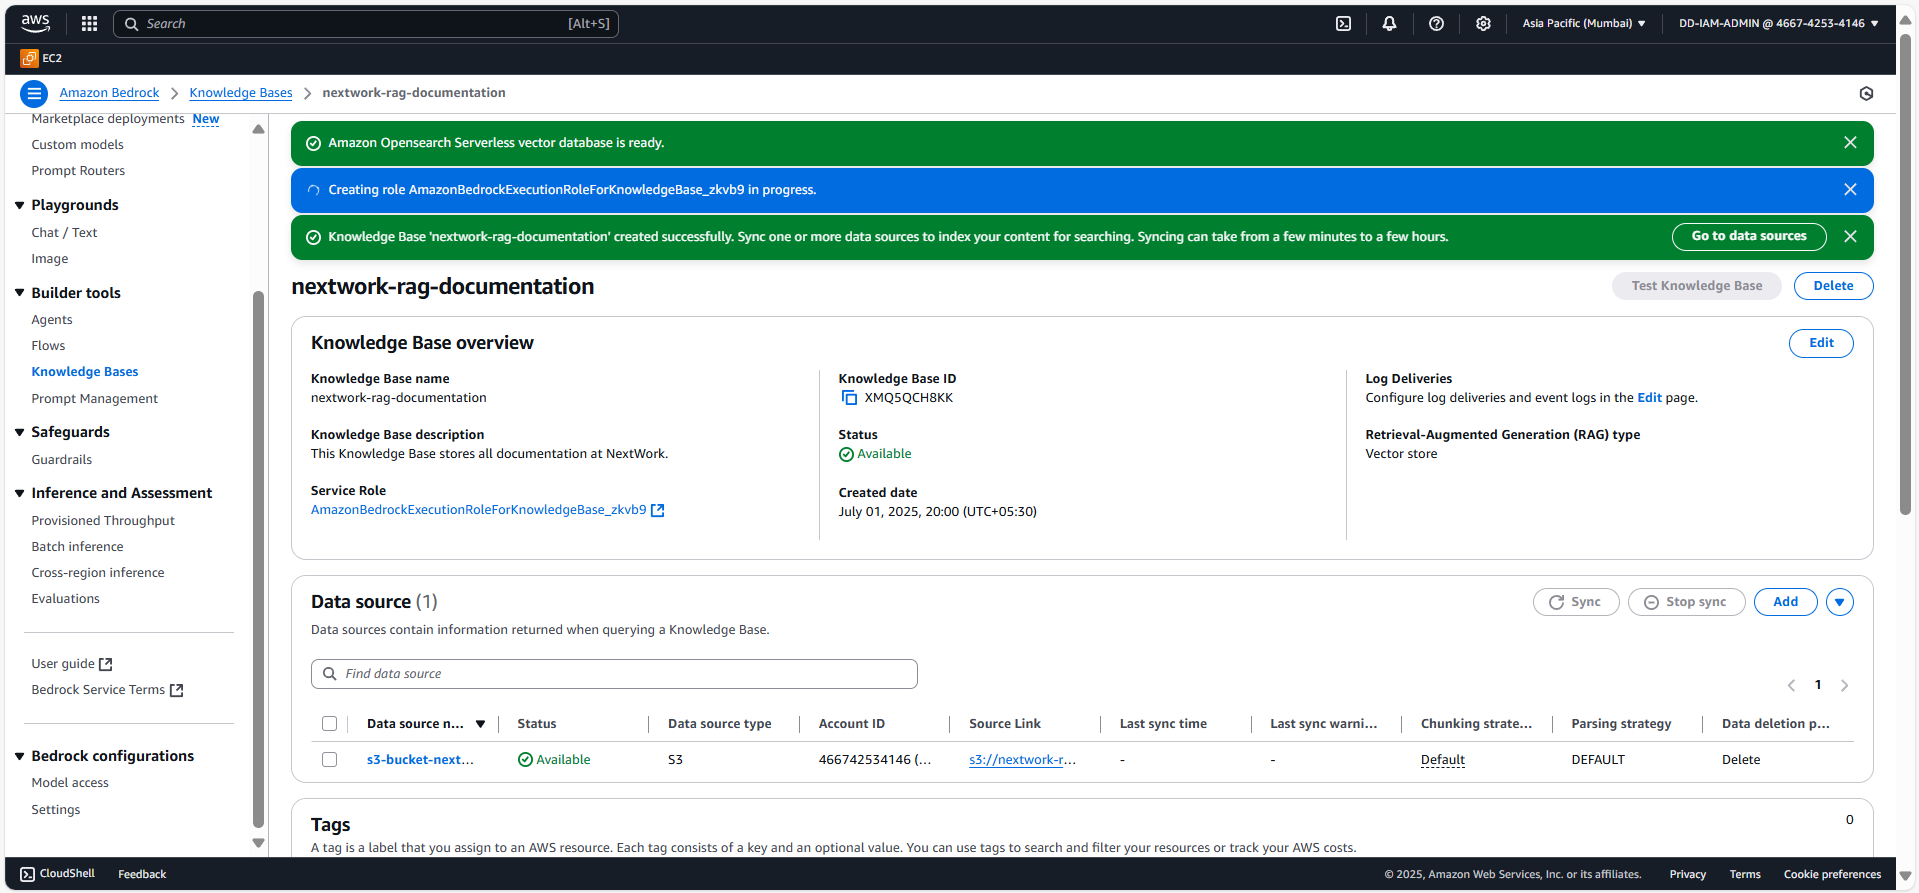 aws
Search [Alt+S]
Asia Pacific (Mumbai) ▼
DD-IAM-ADMIN @ 4667-4253-4146 ▼
EC2
Amazon Bedrock > Knowledge Bases > nextwork-rag-documentation
Marketplace deployments New
Custom models
Prompt Routers
Playgrounds
Chat / Text
Image
Builder tools
Agents
Flows
Knowledge Bases
Prompt Management
Safeguards
Guardrails
Inference and Assessment
Provisioned Throughput
Batch inference
Cross-region inference
Evaluations
User guide
Bedrock Service Terms
Bedrock configurations
Model access
Settings
Amazon Opensearch Serverless vector database is ready.
Creating role AmazonBedrockExecutionRoleForKnowledgeBase_zkvb9 in progress.
Knowledge Base 'nextwork-rag-documentation' created successfully. Sync one or more data sources to index your content for searching. Syncing can take from a few minutes to a few hours. Go to data sources
nextwork-rag-documentation
Test Knowledge Base Delete
Knowledge Base overview
Edit
Knowledge Base name
nextwork-rag-documentation
Knowledge Base description
This Knowledge Base stores all documentation at NextWork.
Service Role
AmazonBedrockExecutionRoleForKnowledgeBase_zkvb9
Knowledge Base ID
XMQ5QCH8KK
Status
Available
Created date
July 01, 2025, 20:00 (UTC+05:30)
Log Deliveries
Configure log deliveries and event logs in the Edit page.
Retrieval-Augmented Generation (RAG) type
Vector store
Data source (1)
Sync Stop sync Add
Data sources contain information returned when querying a Knowledge Base.
Find data source
1
Data source n... Status Data source type Account ID Source Link Last sync time Last sync warni... Chunking strate... Parsing strategy Data deletion p...
s3-bucket-next... Available S3 466742534146 (... s3://nextwork-r... - - Default DEFAULT Delete
Tags
0
A tag is a label that you assign to an AWS resource. Each tag consists of a key and an optional value. You can use tags to search and filter your resources or track your AWS costs.
CloudShell Feedback
© 2025, Amazon Web Services, Inc. or its affiliates. Privacy Terms Cookie preferences